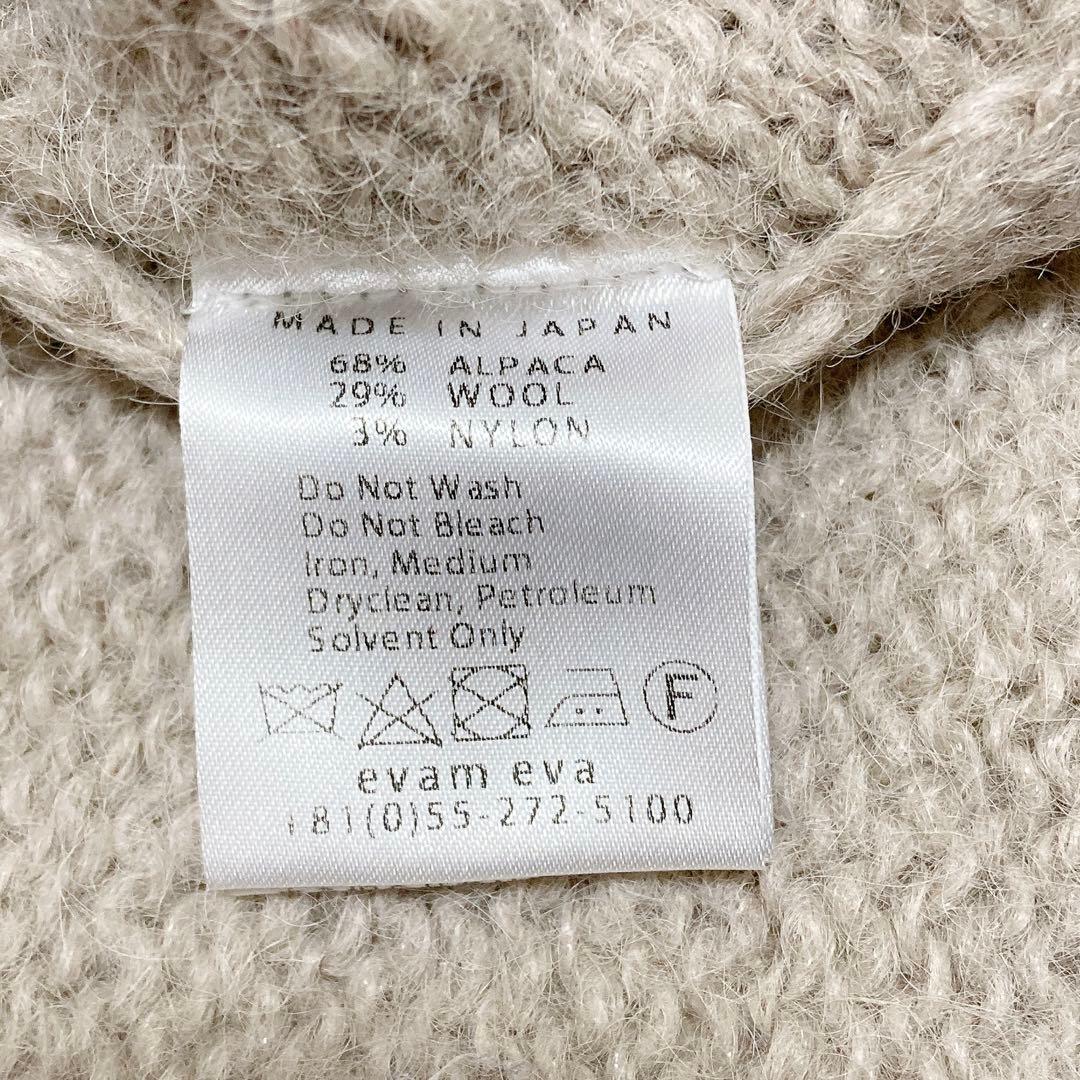 MADE IN JAPAN
68% ALPACA
29% WOOL
3% NYLON
Do Not Wash
Do Not Bleach
Iron, Medium
Dryclean, Petroleum
Solvent Only
F
evam eva
+81(0)55-272-5100